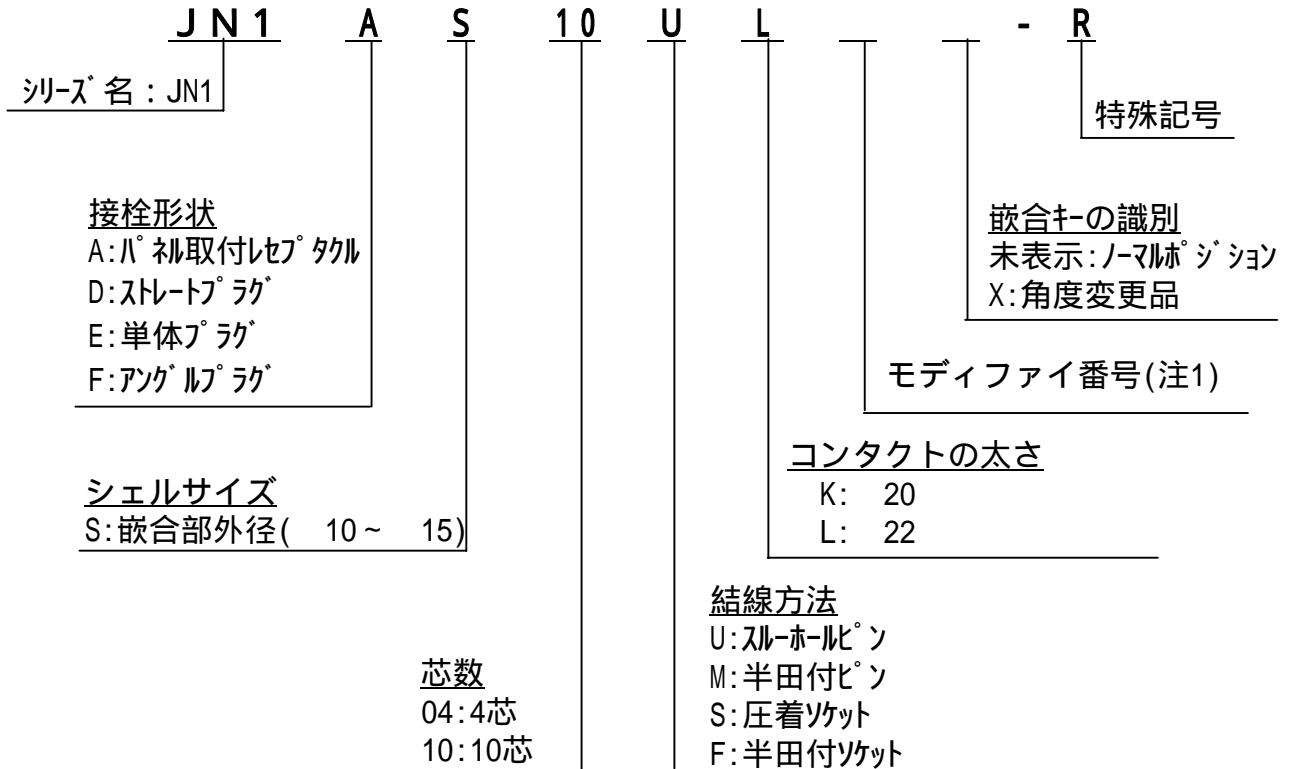 JN1 A S 10 U L - R
ｼﾘｰｽﾞ名:JN1
特殊記号
接栓形状
A:ﾊﾟﾈﾙ取付ﾚｾﾌﾟﾀｸﾙ
D:ｽﾄﾚｰﾄﾌﾟﾗｸﾞ
E:単体ﾌﾟﾗｸﾞ
F:ｱﾝｸﾞﾙﾌﾟﾗｸﾞ
嵌合ｷｰの識別
未表示:ﾉｰﾏﾙﾎﾟｼﾞｼｮﾝ
X:角度変更品
モディファイ番号(注1)
コンタクトの太さ
K: 20
L: 22
シェルサイズ
S:嵌合部外径( 10~ 15)
結線方法
U:ｽﾙｰﾎｰﾙﾋﾟﾝ
M:半田付ﾋﾟﾝ
S:圧着ｿｹｯﾄ
F:半田付ｿｹｯﾄ
芯数
04:4芯
10:10芯